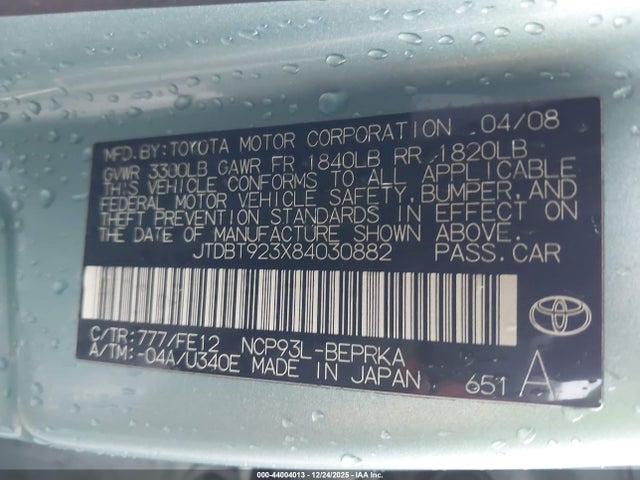 MFD.BY:TOYOTA MOTOR CORPORATION 04/08
GVWR 3300LB GAWR FR 1840LB RR 1820LB
THIS VEHICLE CONFORMS TO ALL APPLICABLE
FEDERAL MOTOR VEHICLE SAFETY,BUMPER,AND
THEFT PREVENTION STANDARDS IN EFFECT ON
THE DATE OF MANUFACTURE SHOWN ABOVE.
JTDBT923X84030882 PASS.CAR
C/TR:777/FE12 NCP93L-BEPRKA
A/TM:-04A/U340E MADE IN JAPAN 651 A
000-44004013 - 12/24/2025 - IAA Inc.